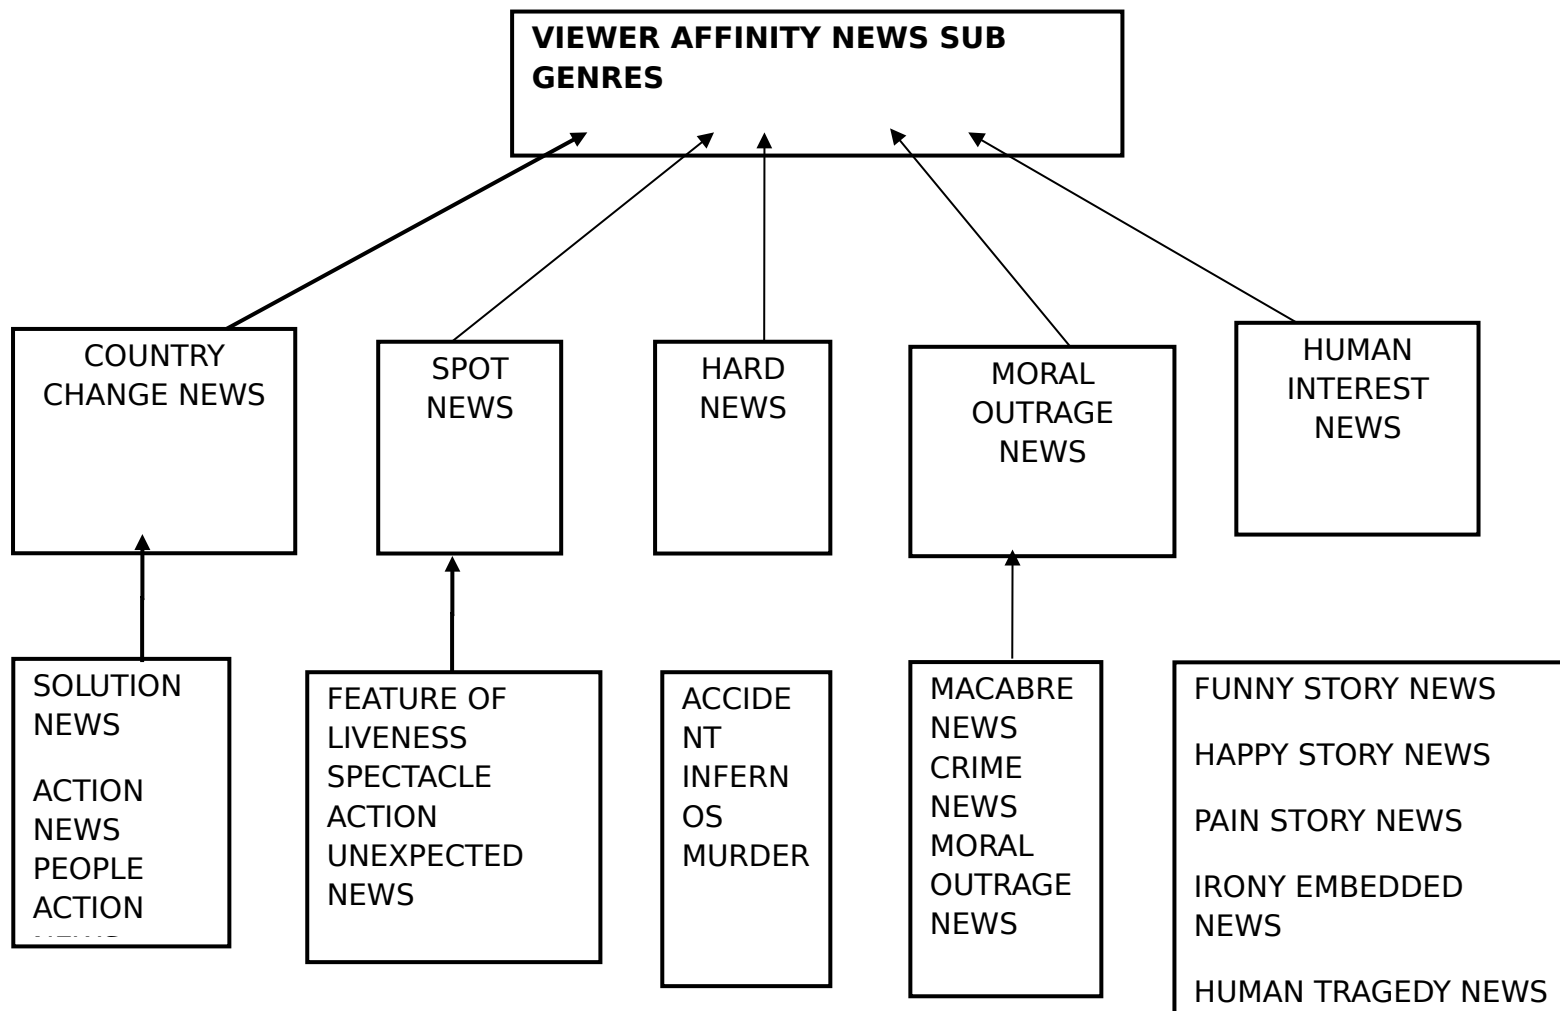 VIEWER AFFINITY NEWS SUB
GENRES
COUNTRY
CHANGE NEWS
SPOT
NEWS
HARD
NEWS
MORAL
OUTRAGE
NEWS
HUMAN
INTEREST
NEWS
SOLUTION
NEWS
ACTION
NEWS
PEOPLE
ACTION
FEATURE OF
LIVENESS
SPECTACLE
ACTION
UNEXPECTED
NEWS
ACCIDE
NT
INFERN
OS
MURDER
MACABRE
NEWS
CRIME
NEWS
MORAL
OUTRAGE
NEWS
FUNNY STORY NEWS
HAPPY STORY NEWS
PAIN STORY NEWS
IRONY EMBEDDED
NEWS
HUMAN TRAGEDY NEWS